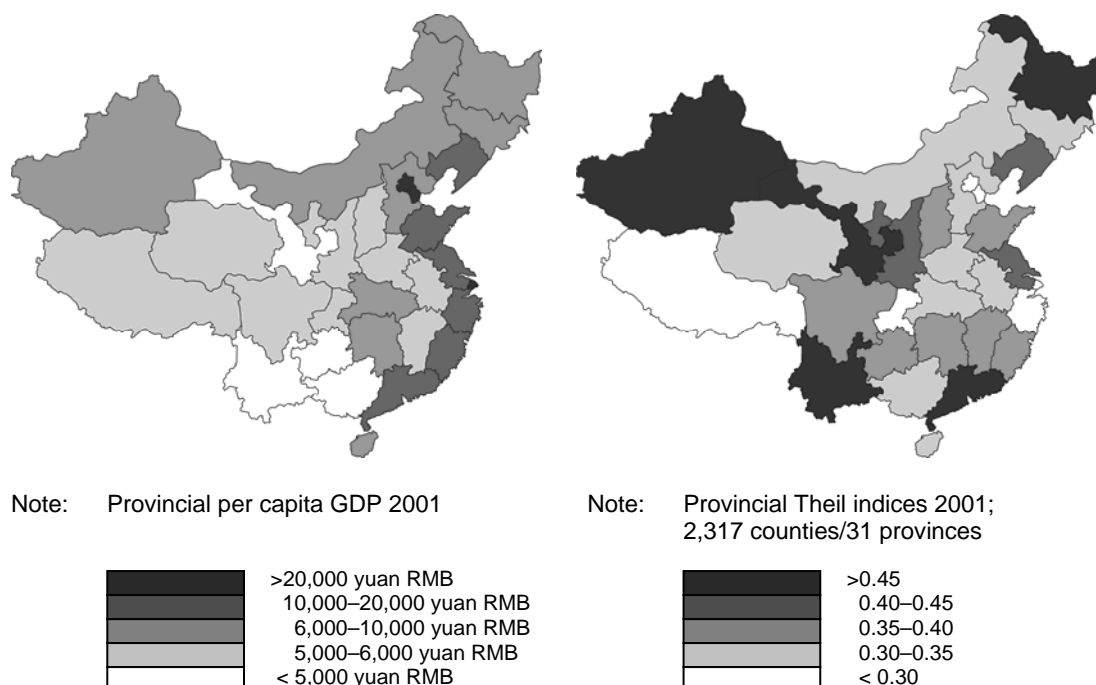 Note: Provincial per capita GDP 2001
>20,000 yuan RMB
10,000–20,000 yuan RMB
6,000–10,000 yuan RMB
5,000–6,000 yuan RMB
< 5,000 yuan RMB
Note: Provincial Theil indices 2001;
2,317 counties/31 provinces
>0.45
0.40–0.45
0.35–0.40
0.30–0.35
< 0.30